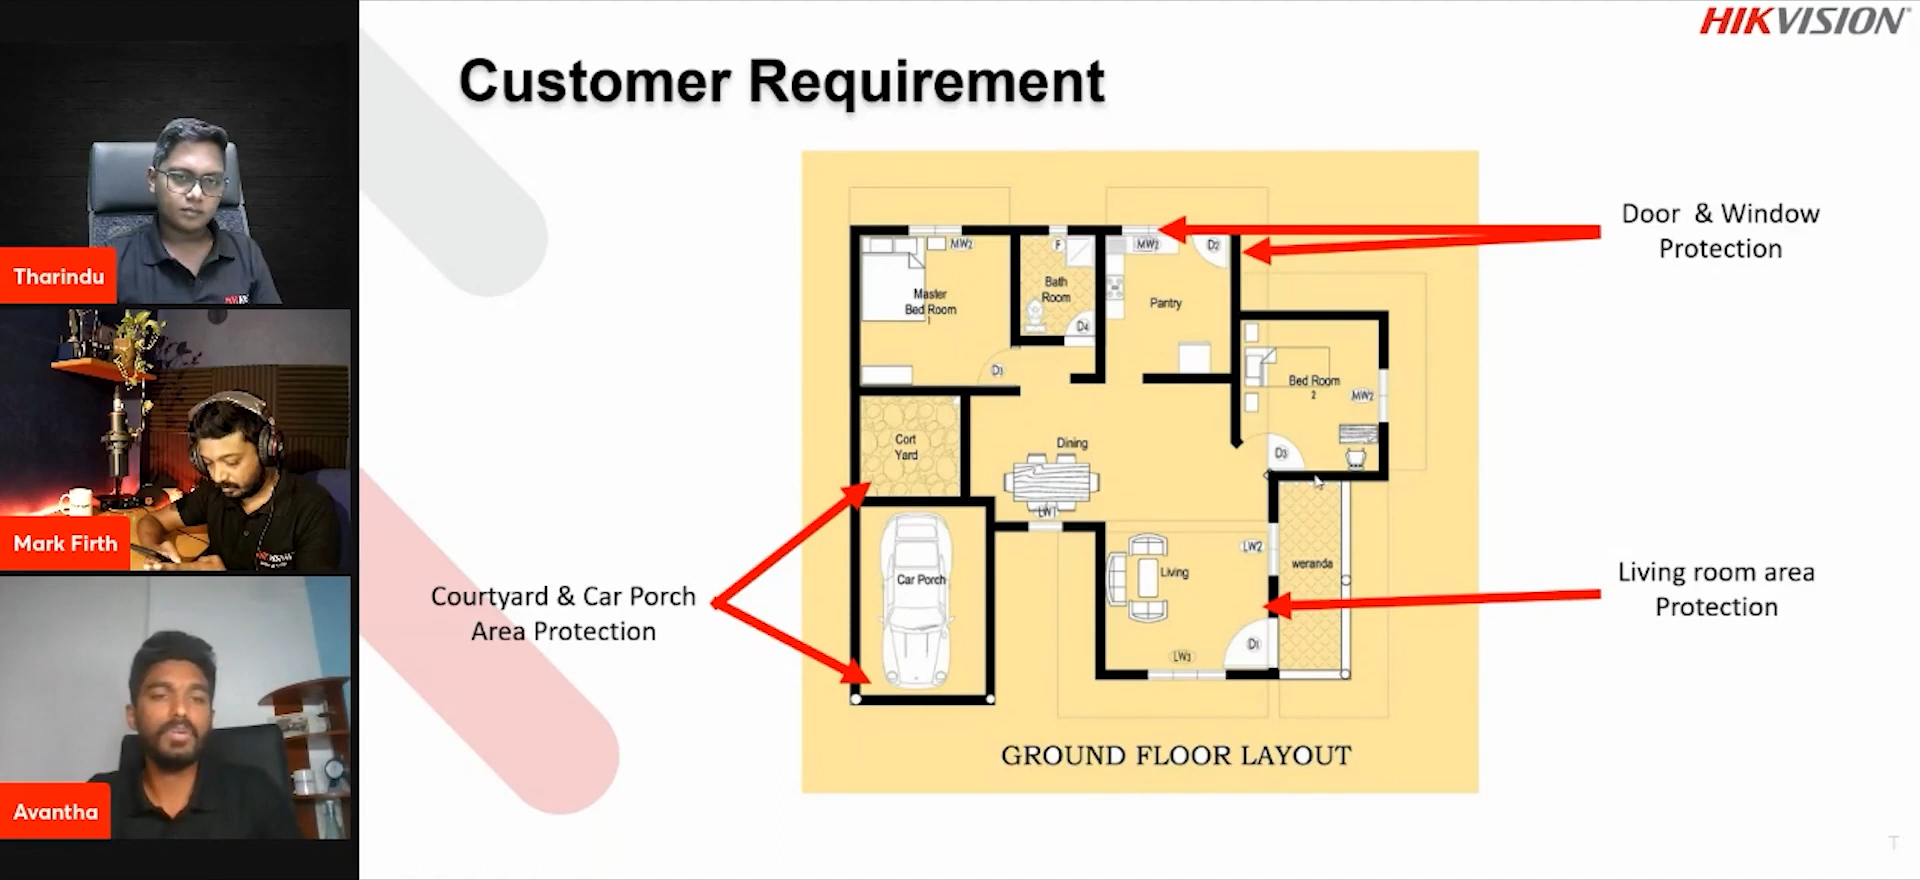 HIKVISION
Customer Requirement
Tharindu
Mark Firth
Avantha
Door & Window
Protection
Courtyard & Car Porch
Area Protection
Living room area
Protection
MW2
F
MW2
D2
Master
Bed Room
1
Bath
Room
Pantry
D4
D3
Bed Room
2
MW2
Cort
Yard
Dining
D3
LW1
LW2
weranda
Car Porch
Living
D1
LW3
GROUND FLOOR LAYOUT
T